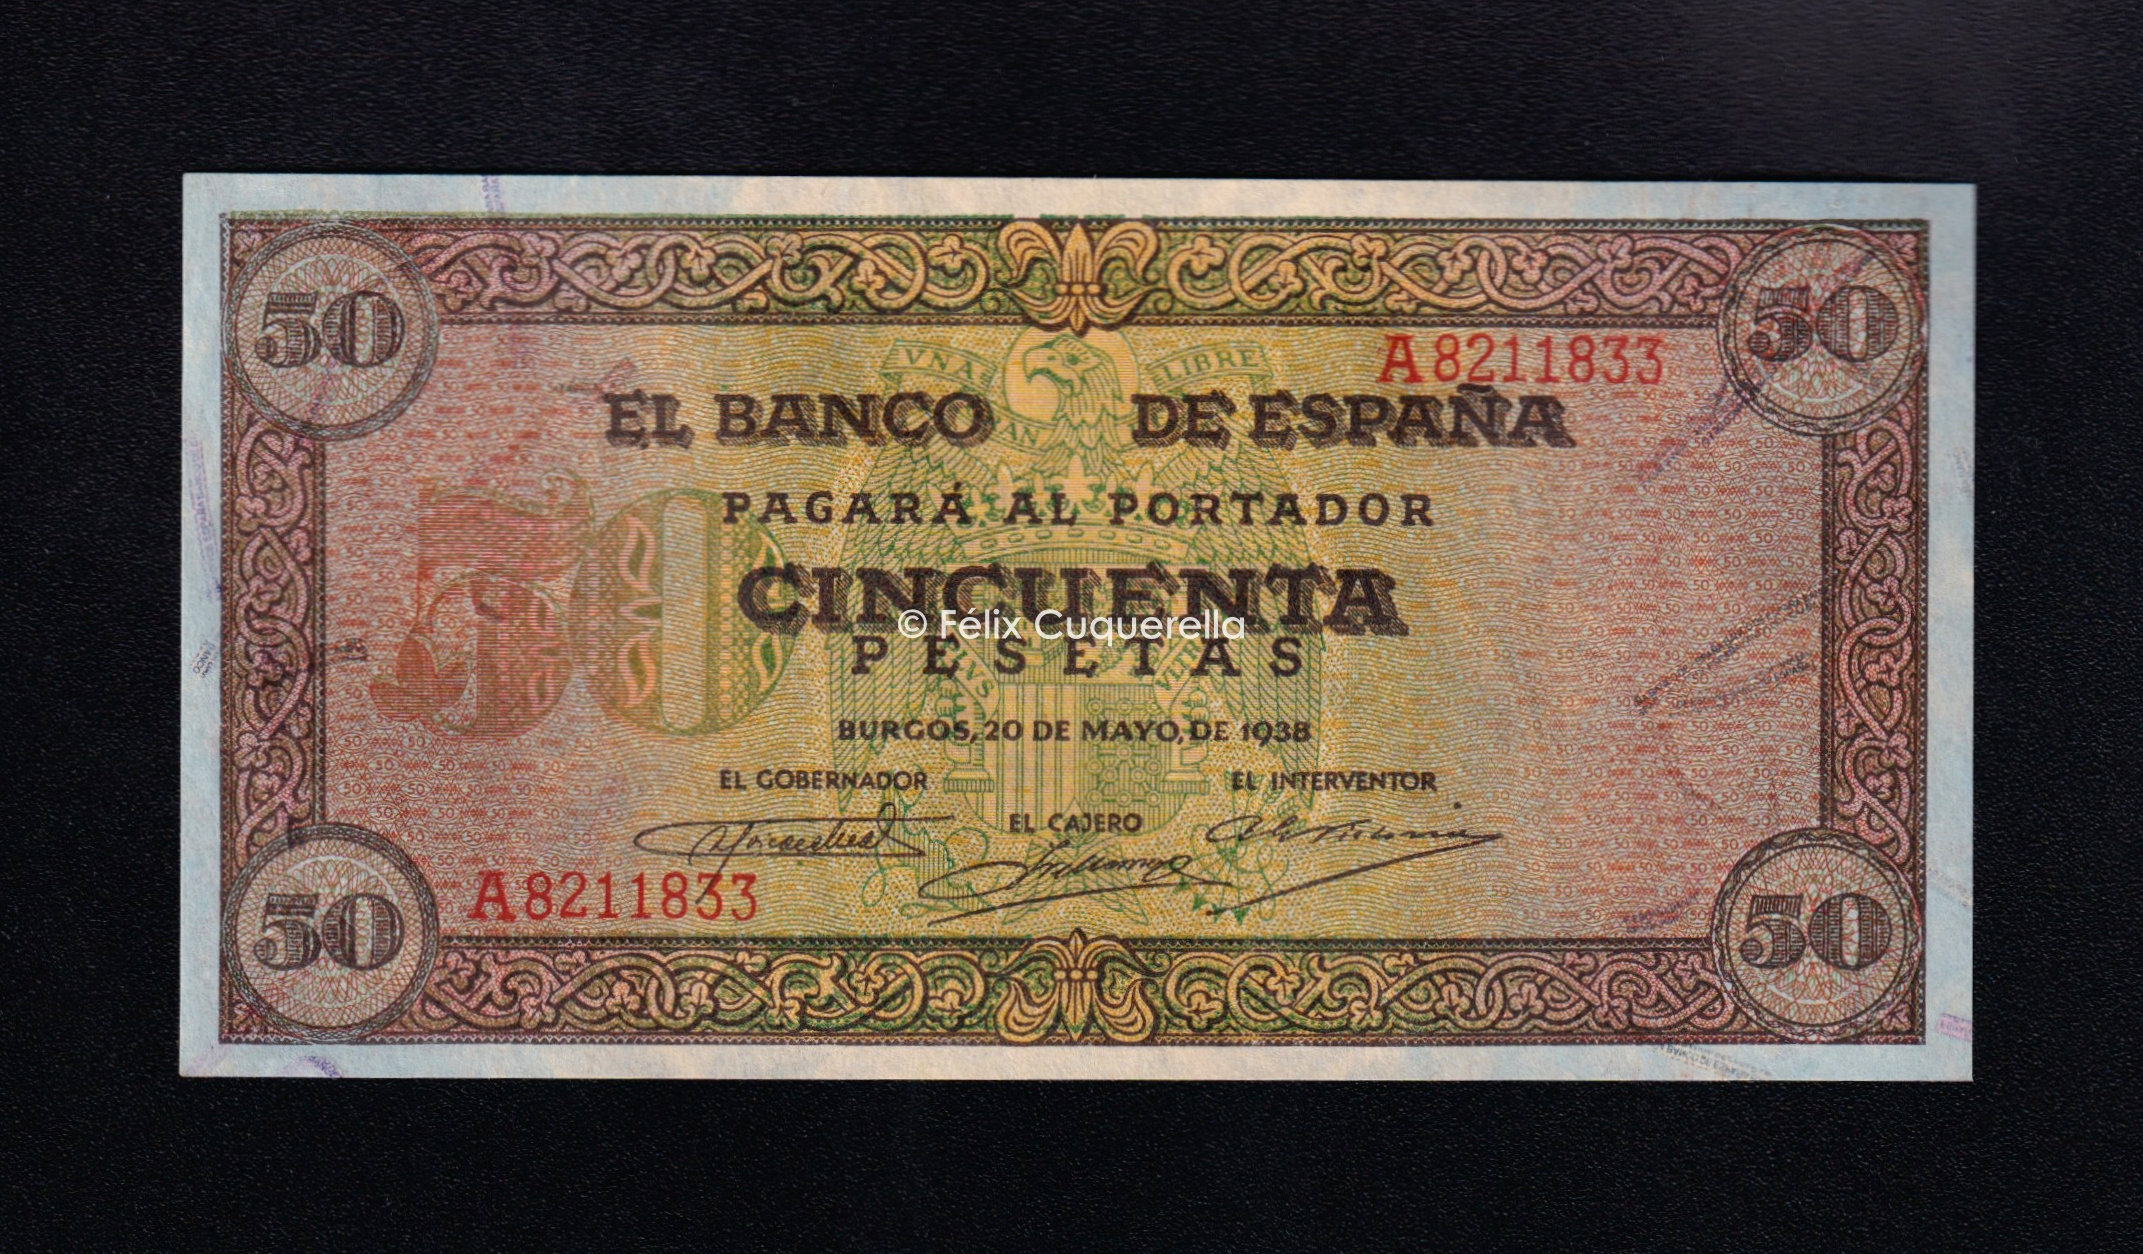 50
50
A8211833
VNA
LIBRE
EL BANCO DE ESPAÑA
PAGARÁ AL PORTADOR
50
CINCUENTA
© Félix Cuquerella
PESETAS
BURGOS, 20 DE MAYO, DE 1938
EL GOBERNADOR
EL INTERVENTOR
EL CAJERO
A8211833
50
50